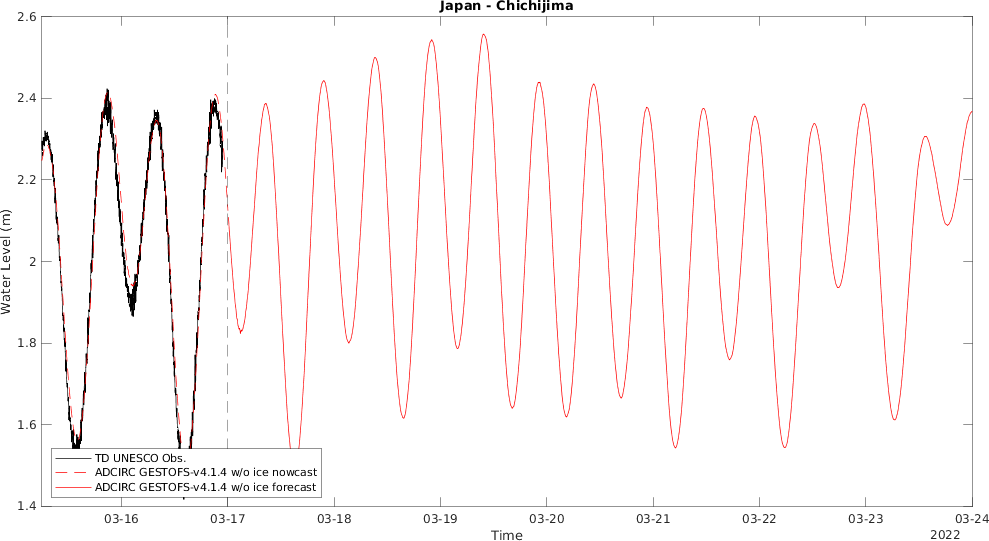 Japan - Chichijima
2.6
2.4
2.2
2
1.8
1.6
1.4
Water Level (m)
TD UNESCO Obs.
ADCIRC GESTOFS-v4.1.4 w/o ice nowcast
ADCIRC GESTOFS-v4.1.4 w/o ice forecast
03-16 03-17 03-18 03-19 03-20 03-21 03-22 03-23 03-24
Time
2022